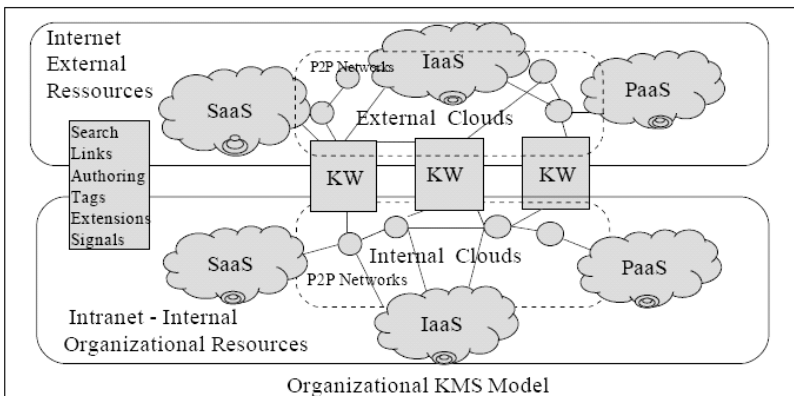 Internet
External
Ressources
P2P Networks
IaaS
SaaS
PaaS
External Clouds
Search
Links
Authoring
Tags
Extensions
Signals
KW
KW
KW
SaaS
Internal Clouds
PaaS
P2P Networks
IaaS
Intranet - Internal
Organizational Resources
Organizational KMS Model